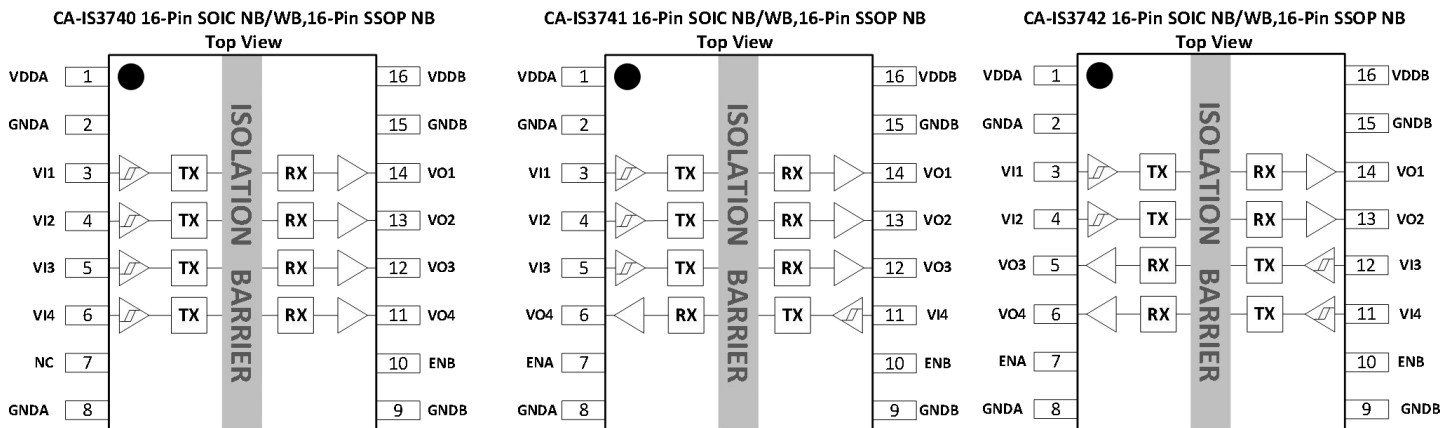 CA-IS3740 16-Pin SOIC NB/WB,16-Pin SSOP NB
Top View
VDDA 1 16 VDDB
GNDA 2 15 GNDB
VI1 3 TX RX 14 VO1
VI2 4 TX RX 13 VO2
VI3 5 TX RX 12 VO3
VI4 6 TX RX 11 VO4
NC 7 10 ENB
GNDA 8 9 GNDB
ISOLATION BARRIER
CA-IS3741 16-Pin SOIC NB/WB,16-Pin SSOP NB
Top View
VDDA 1 16 VDDB
GNDA 2 15 GNDB
VI1 3 TX RX 14 VO1
VI2 4 TX RX 13 VO2
VI3 5 TX RX 12 VO3
VO4 6 RX TX 11 VI4
ENA 7 10 ENB
GNDA 8 9 GNDB
ISOLATION BARRIER
CA-IS3742 16-Pin SOIC NB/WB,16-Pin SSOP NB
Top View
VDDA 1 16 VDDB
GNDA 2 15 GNDB
VI1 3 TX RX 14 VO1
VI2 4 TX RX 13 VO2
VO3 5 RX TX 12 VI3
VO4 6 RX TX 11 VI4
ENA 7 10 ENB
GNDA 8 9 GNDB
ISOLATION BARRIER